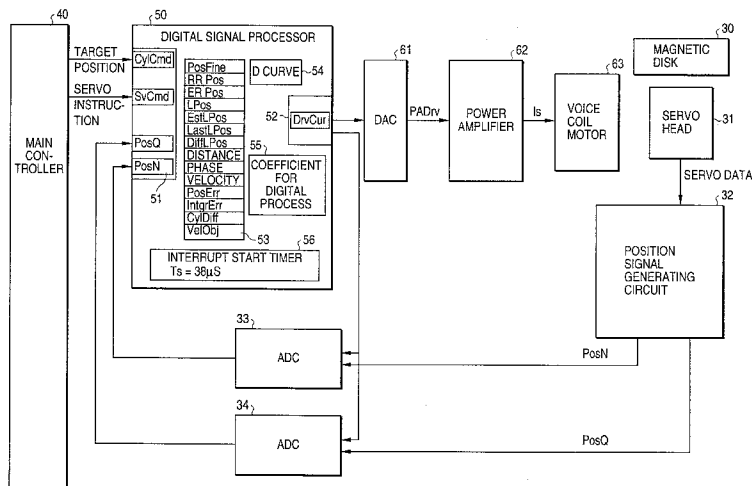 40
50
DIGITAL SIGNAL PROCESSOR
TARGET
POSITION
SERVO
INSTRUC-
TION
MAIN
CON-
TROLLER
CylCmd
SvCmd
PosQ
PosN
51
PosFine
RR Pos
ER Pos
LPos
EstLPos
LastLPos
DiffLPos
DISTANCE
PHASE
VELOCITY
PosErr
IntgrErr
CylDiff
VelObj
53
D CURVE
54
52
DrvCur
55
COEFFICIENT
FOR
DIGITAL
PROCESS
56
INTERRUPT START TIMER
Ts = 38μS
61
DAC
PADrv
62
POWER
AMPLIFIER
Is
63
VOICE
COIL
MOTOR
30
MAGNETIC
DISK
SERVO
HEAD
31
SERVO DATA
32
POSITION
SIGNAL
GENERATING
CIRCUIT
33
ADC
PosN
34
ADC
PosQ